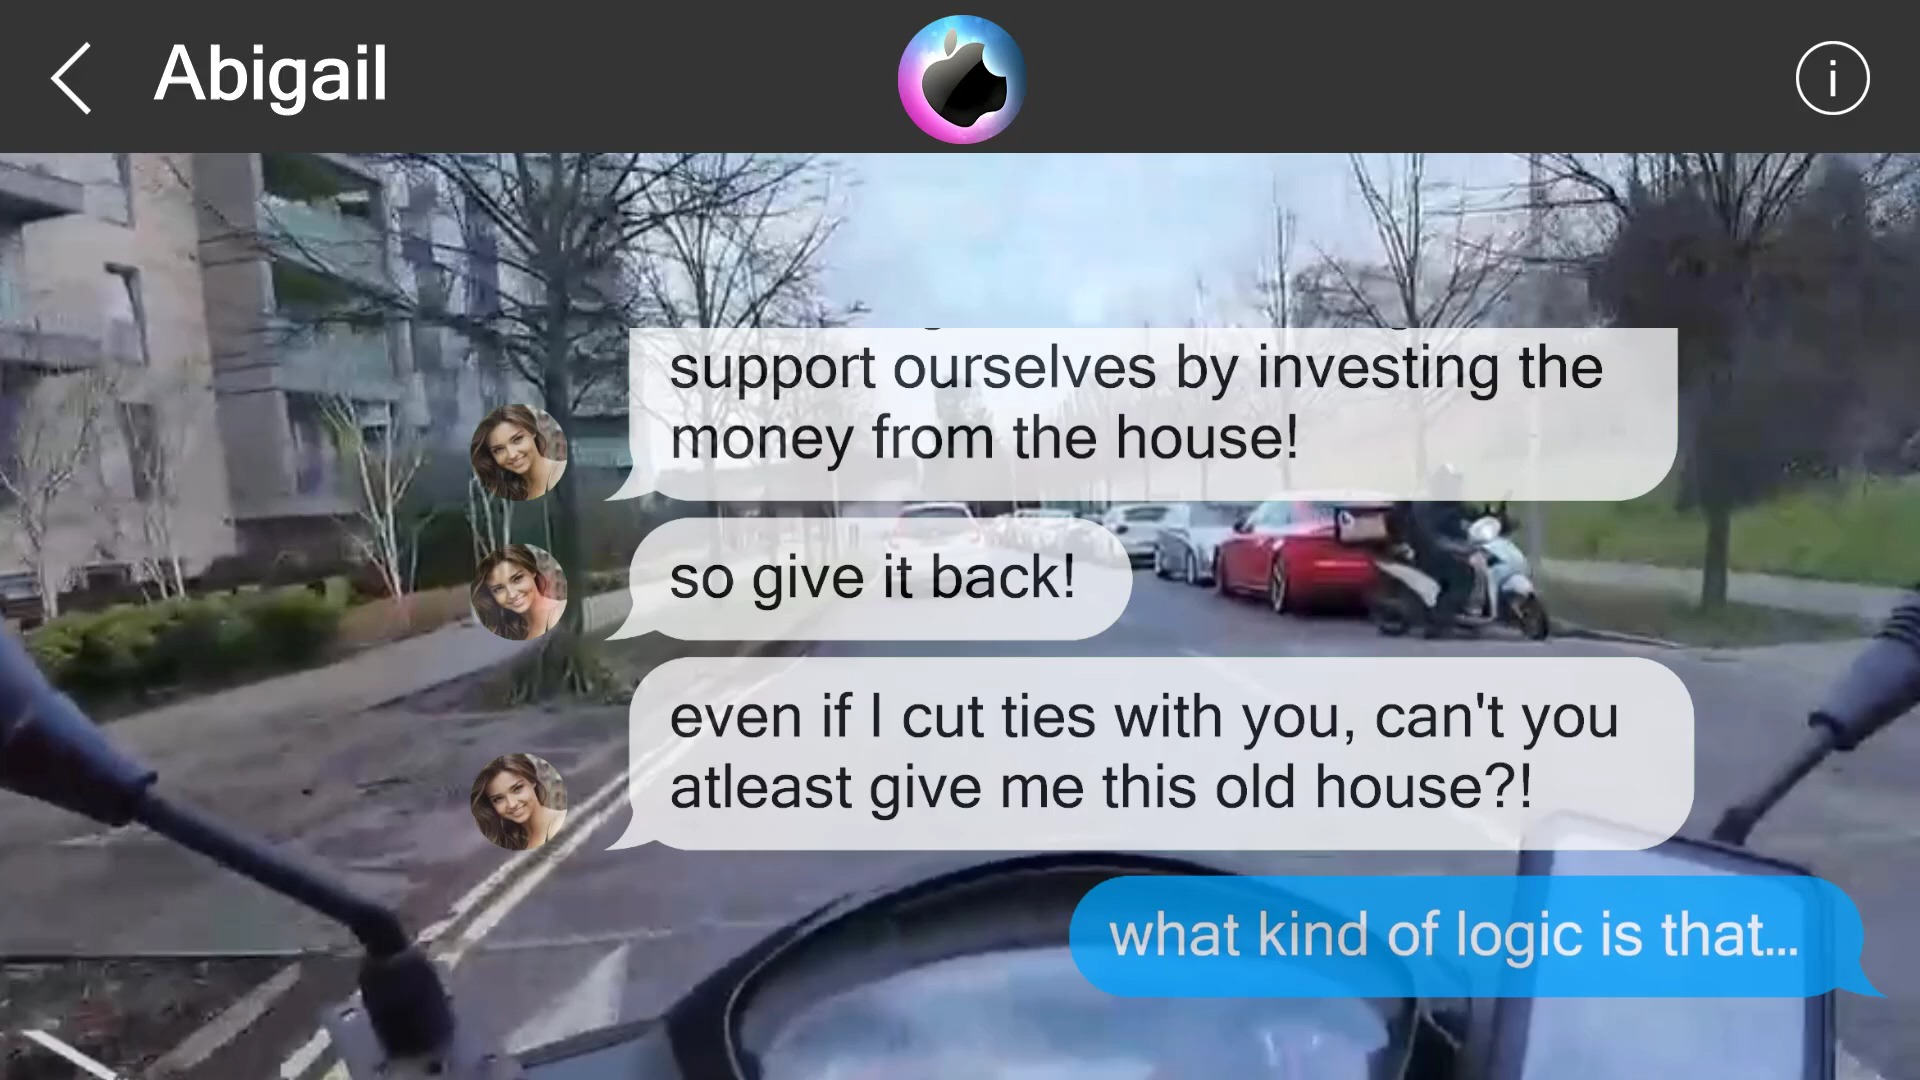 Abigail
i
support ourselves by investing the
money from the house!
so give it back!
even if I cut ties with you, can't you
atleast give me this old house?!
what kind of logic is that...